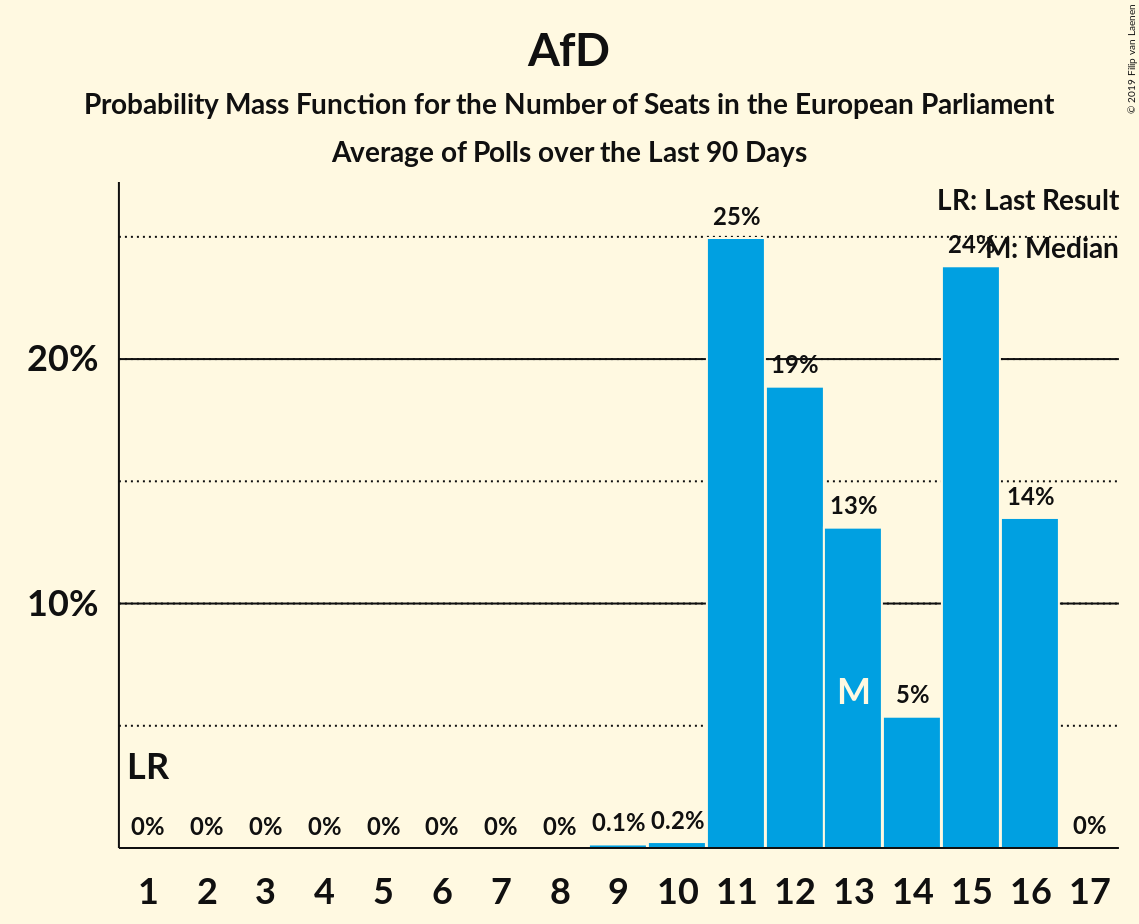 AfD
Probability Mass Function for the Number of Seats in the European Parliament
Average of Polls over the Last 90 Days
© 2019 Filip van Laenen
LR: Last Result
M: Median
25%
24%
20%
19%
14%
13%
10%
M
5%
LR
0% 0% 0% 0% 0% 0% 0% 0% 0.1% 0.2% 0%
1 2 3 4 5 6 7 8 9 10 11 12 13 14 15 16 17